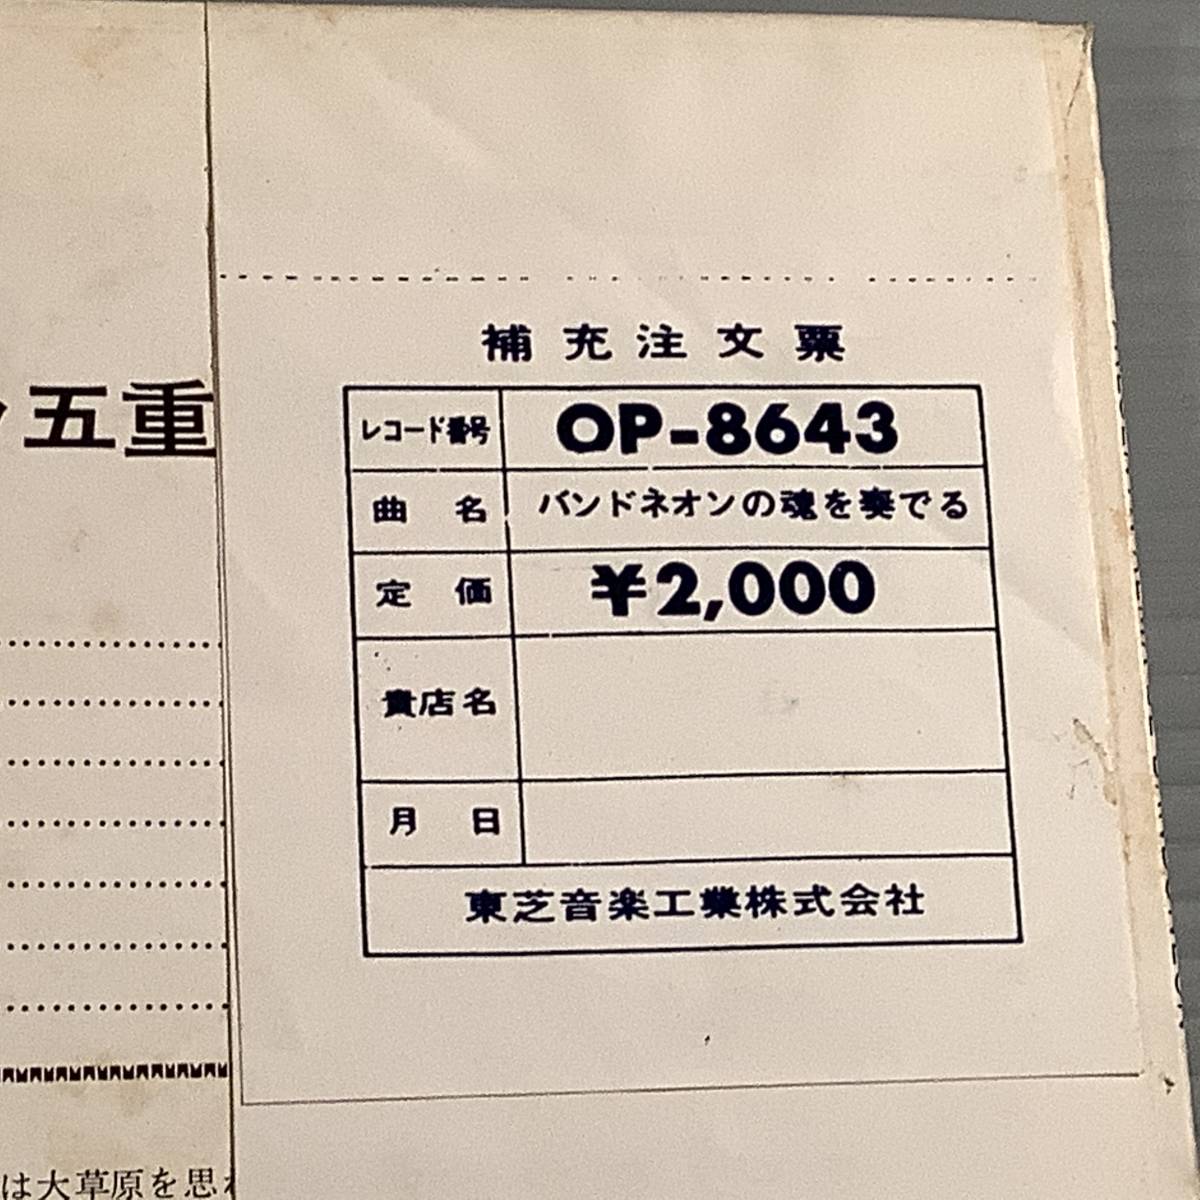 五重
補充注文票
レコード番号 OP-8643
曲名 バンドネオンの魂を奏でる
定価 ¥2,000
貴店名
月日
東芝音楽工業株式会社
は大草原を思